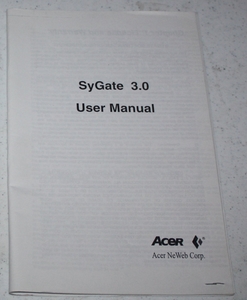 SyGate 3.0
User Manual
Acer
Acer NeWeb Corp.